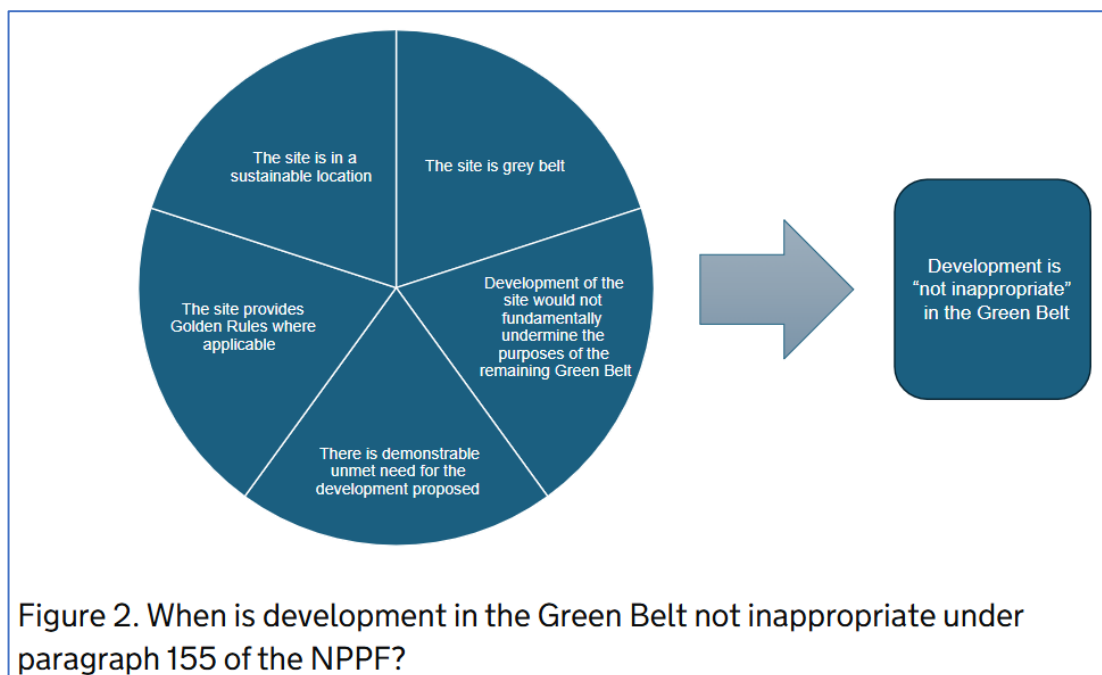 The site is in a
sustainable location
The site is grey belt
The site provides
Golden Rules where
applicable
Development of the
site would not
fundamentally
undermine the
purposes of the
remaining Green Belt
There is demonstrable
unmet need for the
development proposed
Development is
“not inappropriate”
in the Green Belt
Figure 2. When is development in the Green Belt not inappropriate under
paragraph 155 of the NPPF?